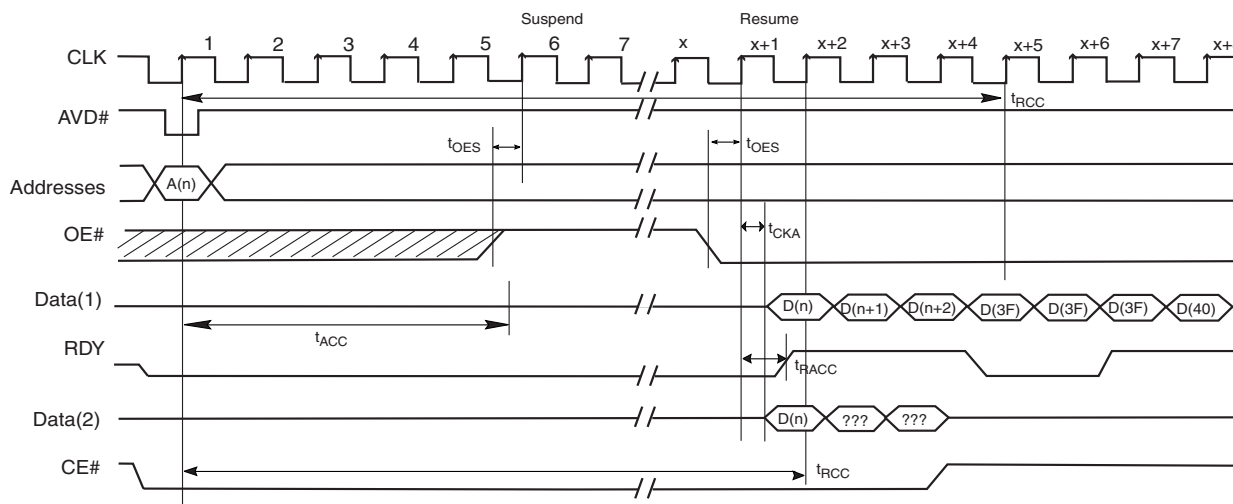 Suspend Resume
CLK 1 2 3 4 5 6 7 x x+1 x+2 x+3 x+4 x+5 x+6 x+7 x+8
tRCC
AVD#
tOES tOES
Addresses A(n)
OE# tCKA
Data(1) D(n) D(n+1) D(n+2) D(3F) D(3F) D(3F) D(40)
tACC
RDY tRACC
Data(2) D(n) ??? ???
CE# tRCC